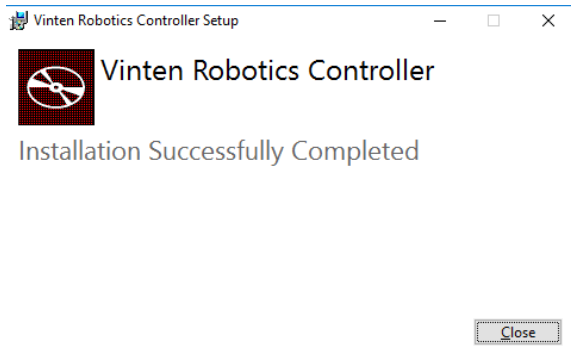 Vinten Robotics Controller Setup
Vinten Robotics Controller
Installation Successfully Completed
Close